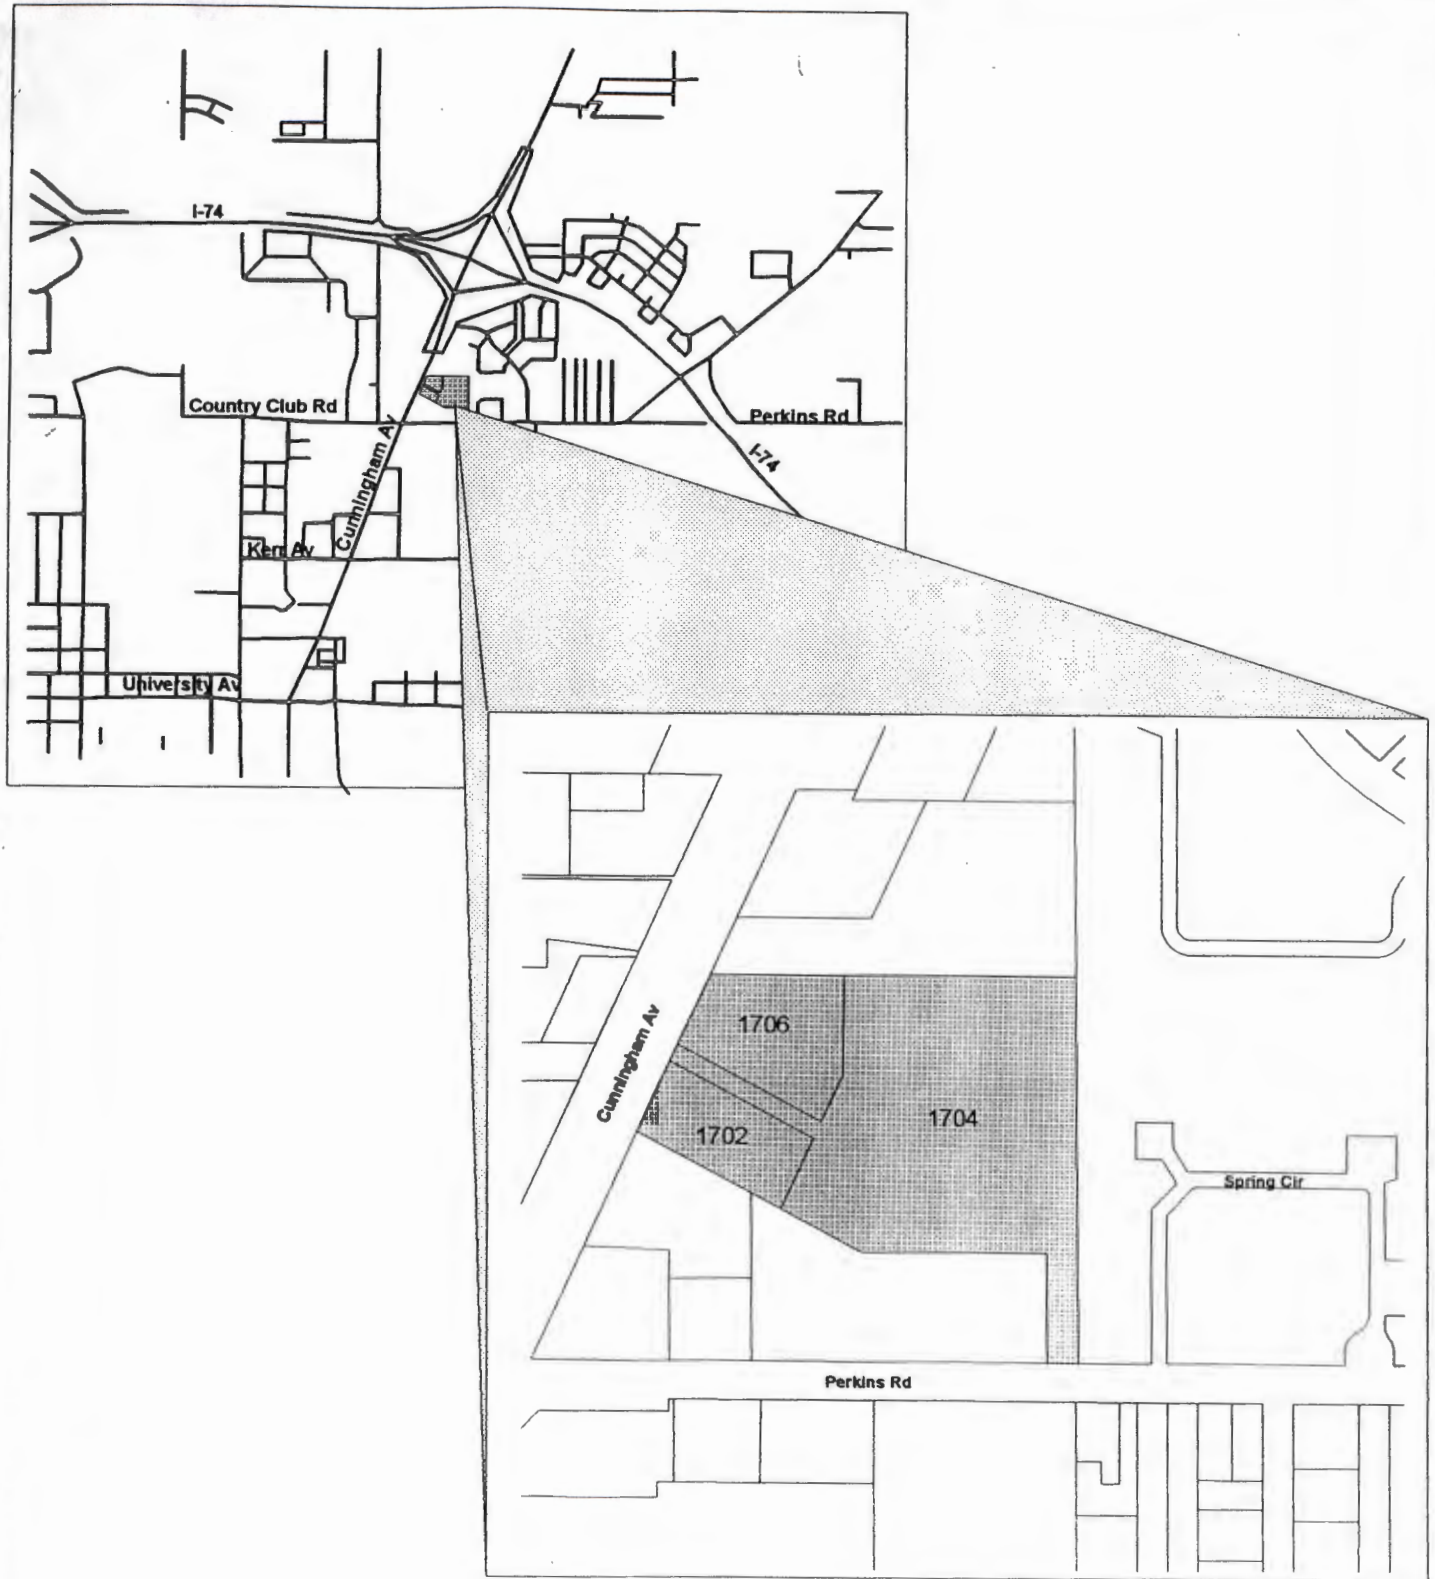 I-74
Country Club Rd
Perkins Rd
I-74
Cunningham Av
Kerr Av
University Av
1706
Cunningham Av
1704
1702
Spring Cir
Perkins Rd